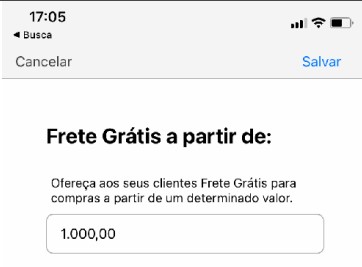 17:05
◀ Busca
Cancelar
Salvar
Frete Grátis a partir de:
Ofereça aos seus clientes Frete Grátis para
compras a partir de um determinado valor.
1.000,00